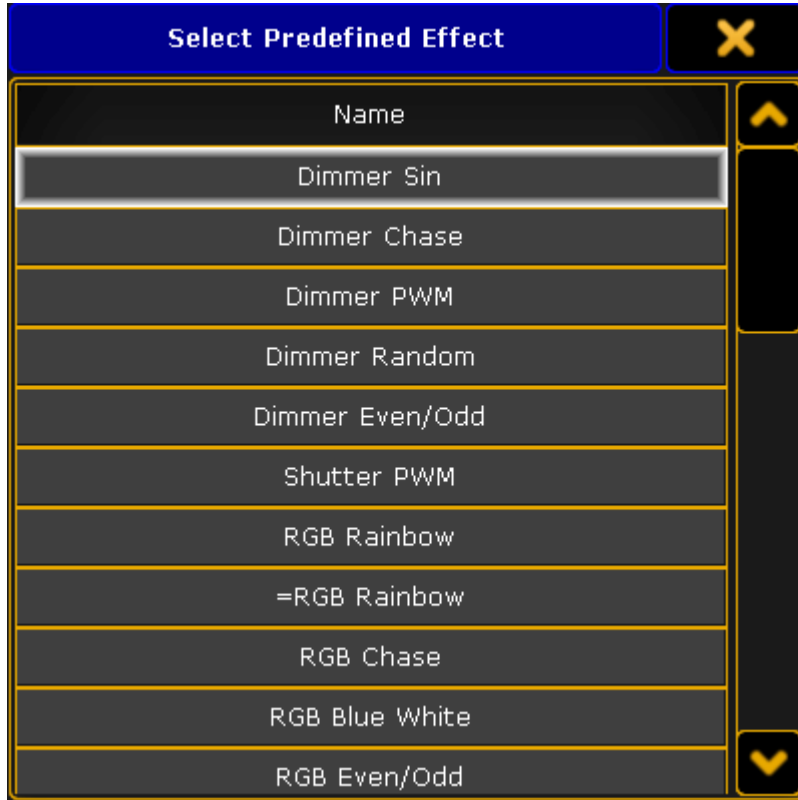 Select Predefined Effect
Name
Dimmer Sin
Dimmer Chase
Dimmer PWM
Dimmer Random
Dimmer Even/Odd
Shutter PWM
RGB Rainbow
=RGB Rainbow
RGB Chase
RGB Blue White
RGB Even/Odd